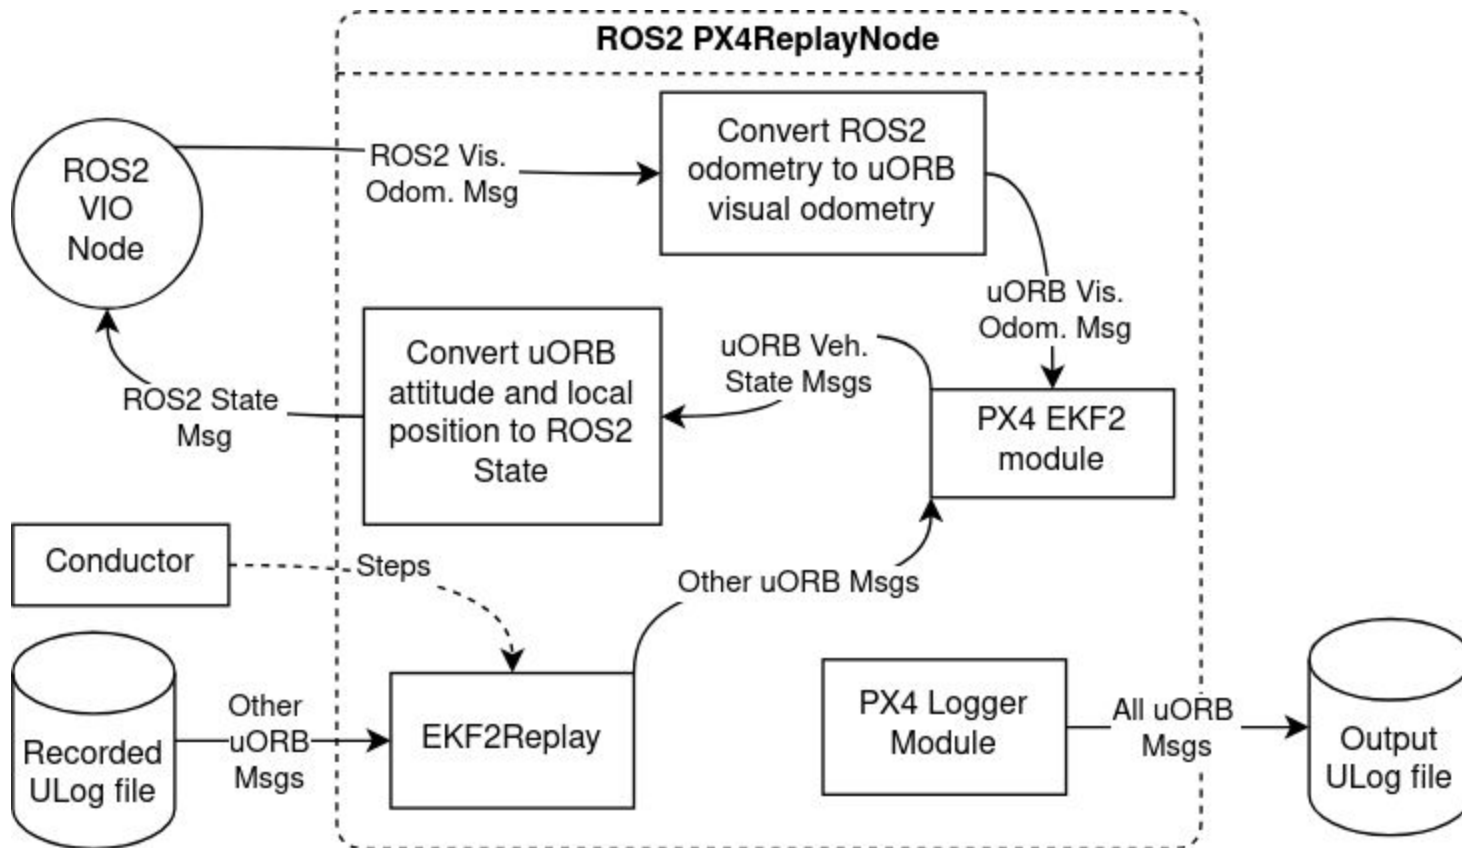 ROS2 PX4ReplayNode
ROS2
VIO
Node
ROS2 Vis.
Odom. Msg
Convert ROS2
odometry to uORB
visual odometry
uORB Vis.
Odom. Msg
Convert uORB
attitude and local
position to ROS2
State
uORB Veh.
State Msgs
PX4 EKF2
module
ROS2 State
Msg
Conductor
Steps
Other uORB Msgs
Recorded
ULog file
Other
uORB
Msgs
EKF2Replay
PX4 Logger
Module
All uORB
Msgs
Output
ULog file